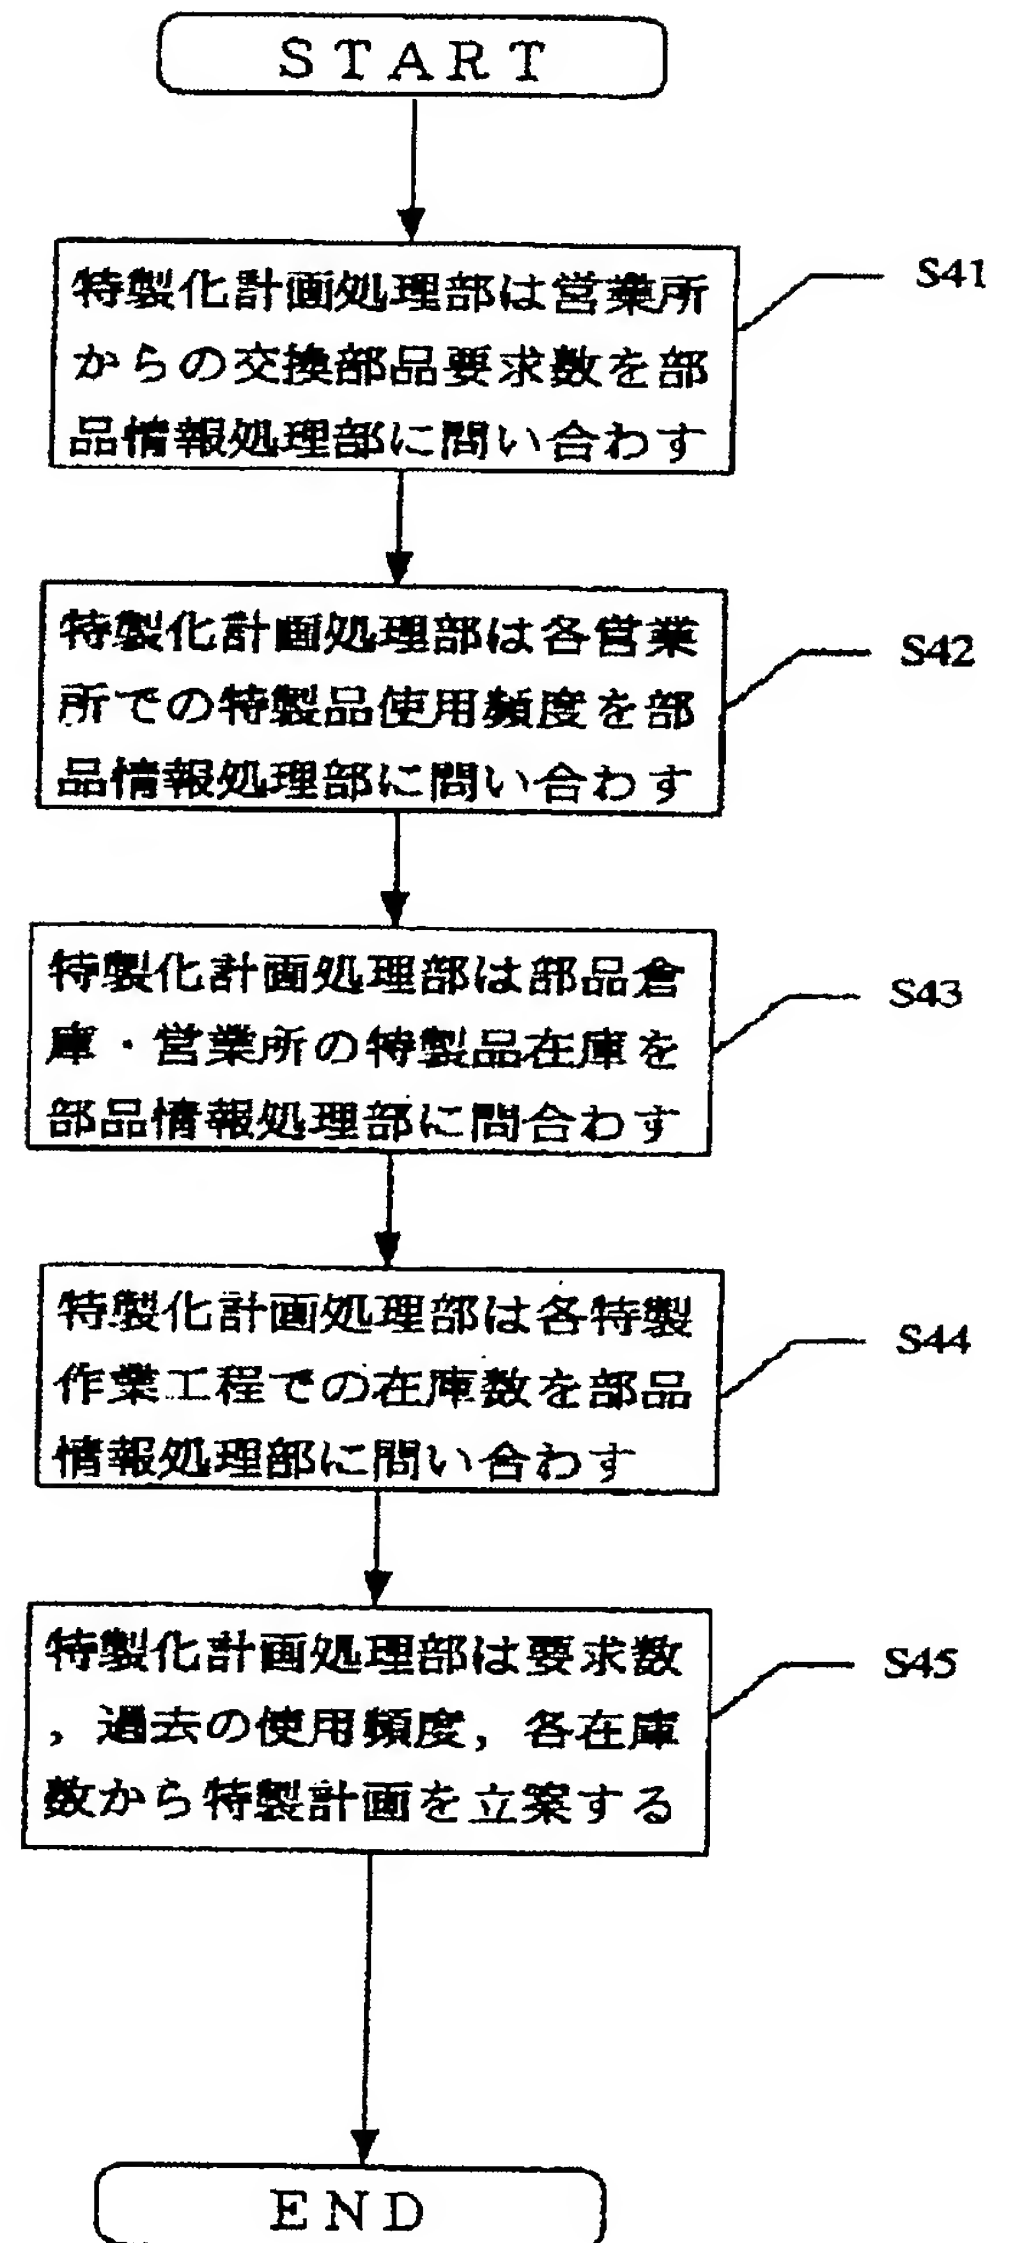 START
特製化計画処理部は営業所
からの交換部品要求数を部
品情報処理部に問い合わす
S41
特製化計画処理部は各営業
所での特製品使用頻度を部
品情報処理部に問い合わす
S42
特製化計画処理部は部品倉
庫・営業所の特製品在庫を
部品情報処理部に問合わす
S43
特製化計画処理部は各特製
作業工程での在庫数を部品
情報処理部に問い合わす
S44
特製化計画処理部は要求数
，過去の使用頻度，各在庫
数から特製計画を立案する
S45
END